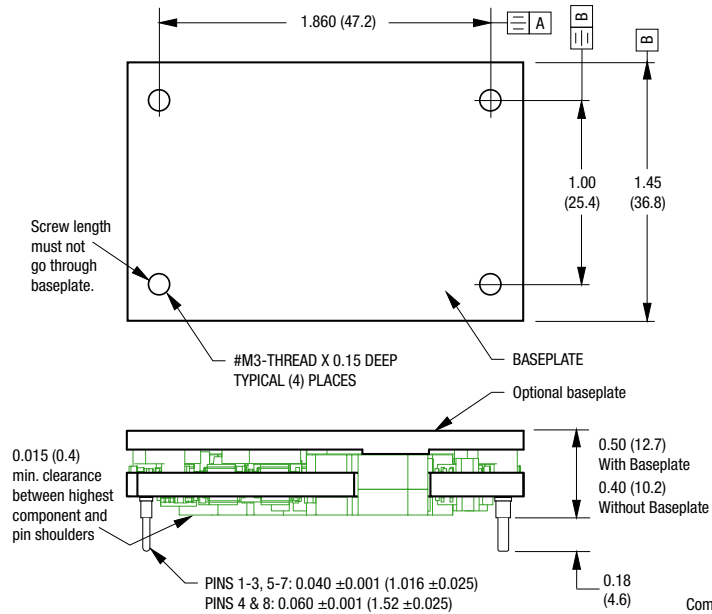 1.860 (47.2)
A
B
B
1.00
(25.4)
1.45
(36.8)
Screw length
must not
go through
baseplate.
#M3-THREAD X 0.15 DEEP
TYPICAL (4) PLACES
BASEPLATE
Optional baseplate
0.015 (0.4)
min. clearance
between highest
component and
pin shoulders
0.50 (12.7)
With Baseplate
0.40 (10.2)
Without Baseplate
PINS 1-3, 5-7: 0.040 ±0.001 (1.016 ±0.025)
PINS 4 & 8: 0.060 ±0.001 (1.52 ±0.025)
0.18
(4.6)
Com